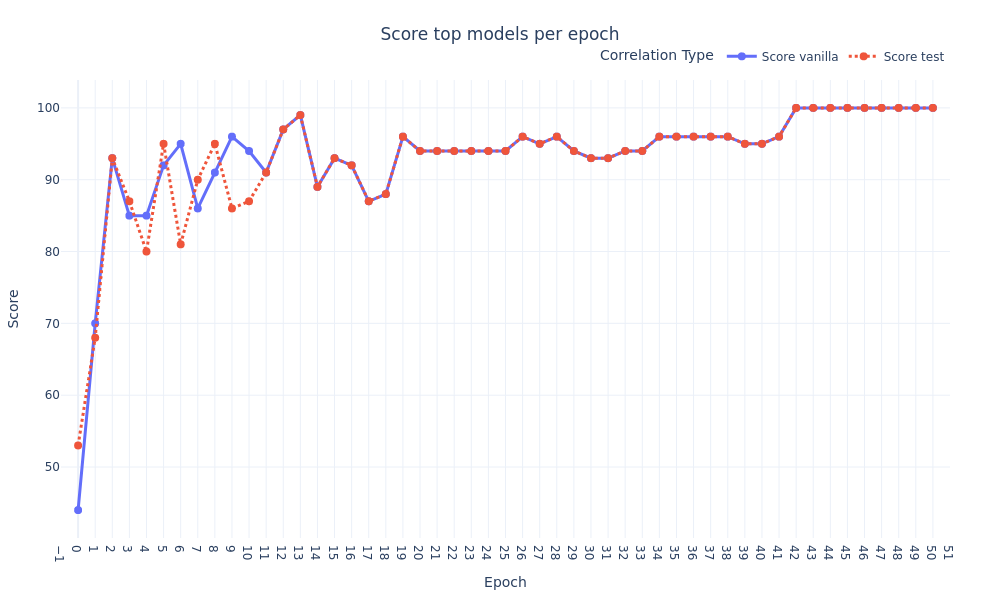 Score top models per epoch
Correlation Type Score vanilla Score test
Score
100
90
80
70
60
50
−1 0 1 2 3 4 5 6 7 8 9 10 11 12 13 14 15 16 17 18 19 20 21 22 23 24 25 26 27 28 29 30 31 32 33 34 35 36 37 38 39 40 41 42 43 44 45 46 47 48 49 50 51
Epoch